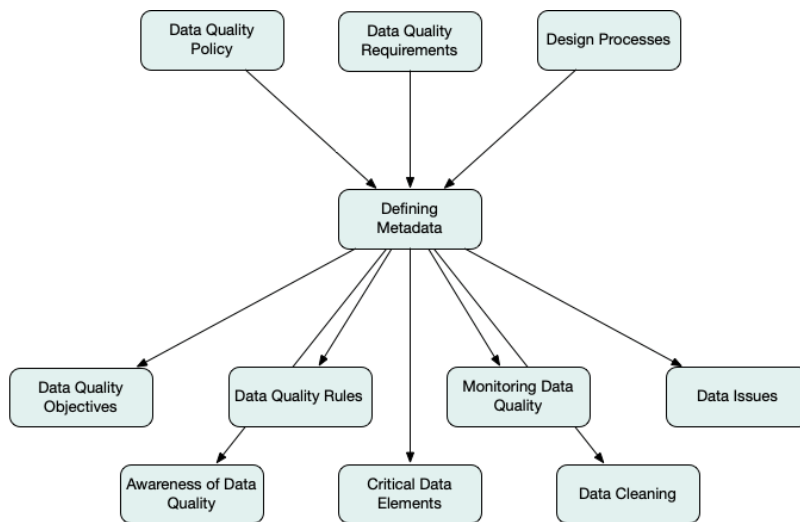 Data Quality
Policy
Data Quality
Requirements
Design Processes
Defining
Metadata
Data Quality
Objectives
Data Quality Rules
Monitoring Data
Quality
Data Issues
Awareness of Data
Quality
Critical Data
Elements
Data Cleaning